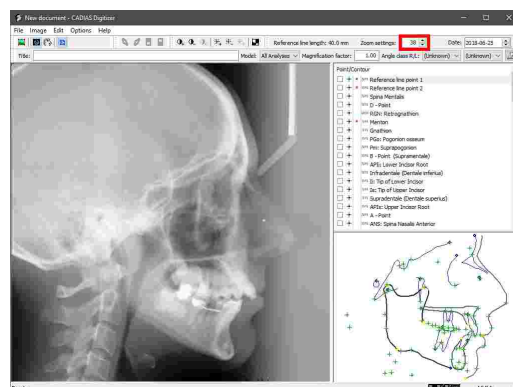 New document - CADIAS Digitizer
File Image Edit Options Help
Reference line length: 40.0 mm Zoom settings: 38 Date: 2018-06-25
Title: Model: All Analyses Magnification factor: 1.00 Angle class R/L: (Unknown) (Unknown)
Point/Contour
Reference line point 1
Reference line point 2
Spina Mentalis
D - Point
RGN: Retrognathion
Menton
Gnathion
PGo: Pogonion osseum
Pm: Suprapogonion
B - Point (Supramentale)
APIi: Lower Incisor Root
Infradentale (Dentale inferius)
Ii: Tip of Lower Incisor
Is: Tip of Upper Incisor
Supradentale (Dentale superius)
APIs: Upper Incisor Root
A - Point
ANS: Spina Nasalis Anterior